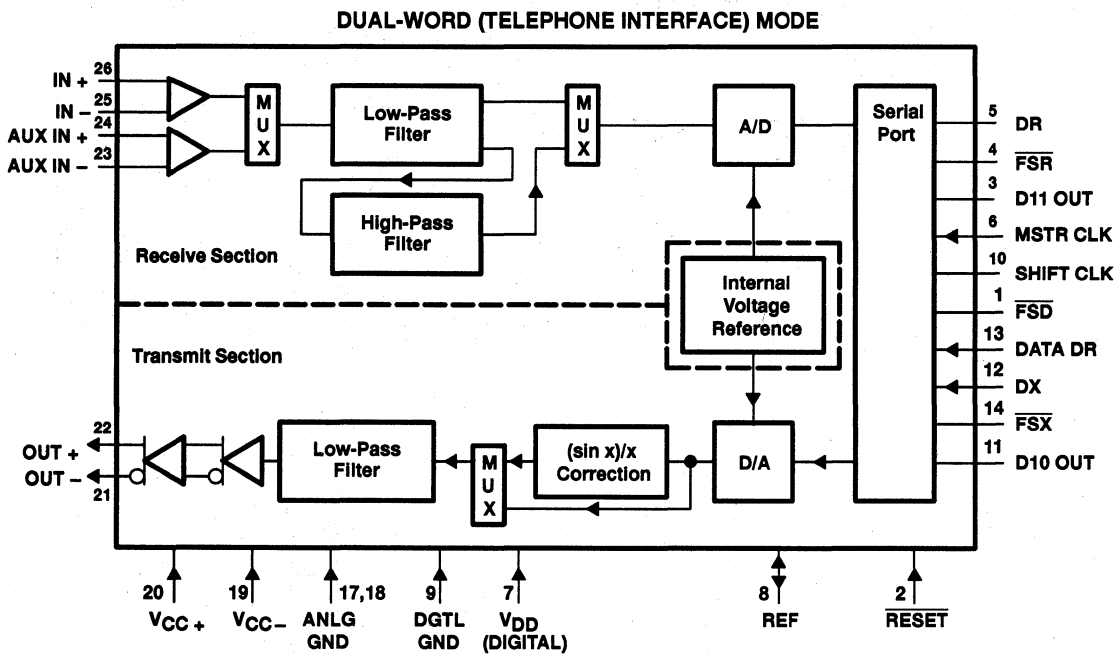 DUAL-WORD (TELEPHONE INTERFACE) MODE
IN +
26
IN −
25
AUX IN +
24
AUX IN −
23
M
U
X
Low-Pass
Filter
High-Pass
Filter
M
U
X
A/D
Serial
Port
5
DR
4
FSR
3
D11 OUT
6
MSTR CLK
10
SHIFT CLK
1
FSD
13
DATA DR
12
DX
14
FSX
11
D10 OUT
Receive Section
Internal
Voltage
Reference
Transmit Section
22
OUT +
OUT −
21
Low-Pass
Filter
M
U
X
(sin x)/x
Correction
D/A
20
VCC +
19
VCC −
17,18
ANLG
GND
9
DGTL
GND
7
VDD
(DIGITAL)
8
REF
2
RESET